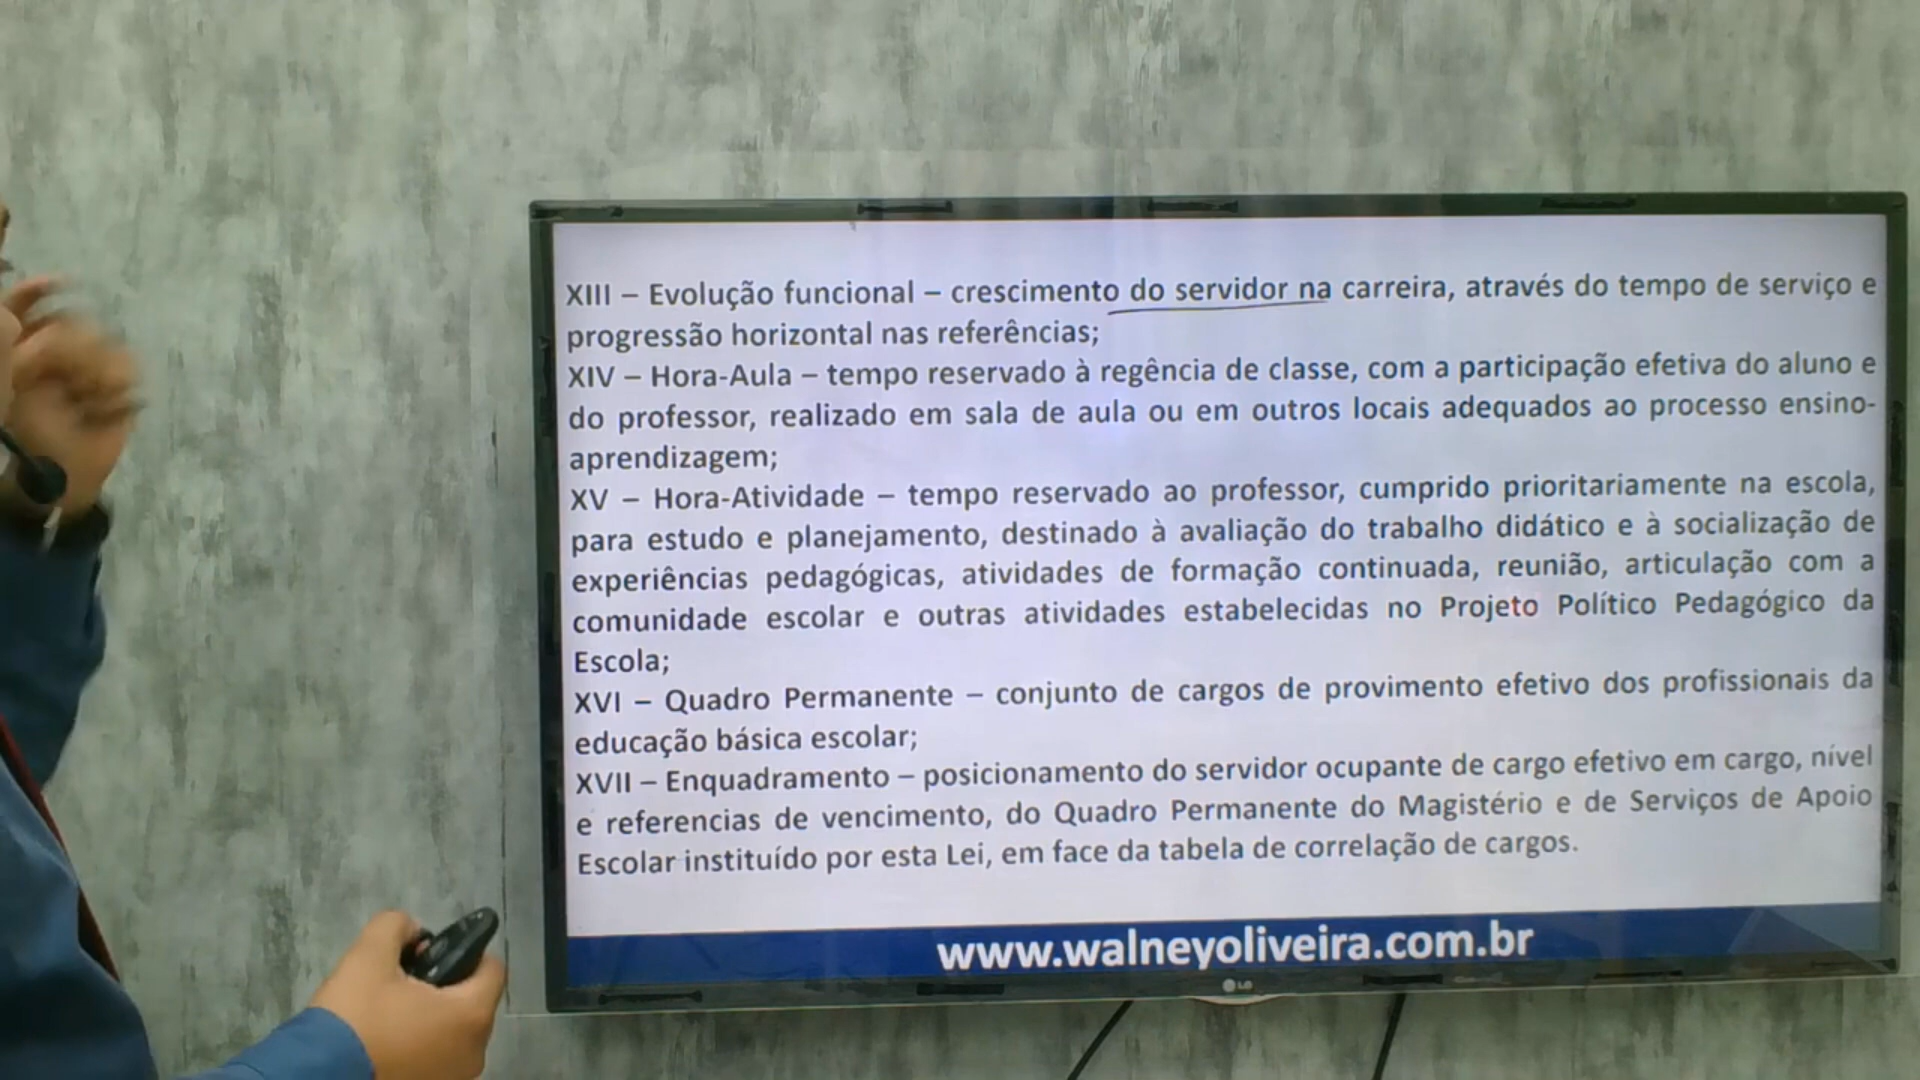 XIII – Evolução funcional – crescimento do servidor na carreira, através do tempo de serviço e
progressão horizontal nas referências;
XIV – Hora-Aula – tempo reservado à regência de classe, com a participação efetiva do aluno e
do professor, realizado em sala de aula ou em outros locais adequados ao processo ensino-
aprendizagem;
XV – Hora-Atividade – tempo reservado ao professor, cumprido prioritariamente na escola,
para estudo e planejamento, destinado à avaliação do trabalho didático e à socialização de
experiências pedagógicas, atividades de formação continuada, reunião, articulação com a
comunidade escolar e outras atividades estabelecidas no Projeto Político Pedagógico da
Escola;
XVI – Quadro Permanente – conjunto de cargos de provimento efetivo dos profissionais da
educação básica escolar;
XVII – Enquadramento – posicionamento do servidor ocupante de cargo efetivo em cargo, nível
e referencias de vencimento, do Quadro Permanente do Magistério e de Serviços de Apoio
Escolar instituído por esta Lei, em face da tabela de correlação de cargos.
www.walneyoliveira.com.br
LG